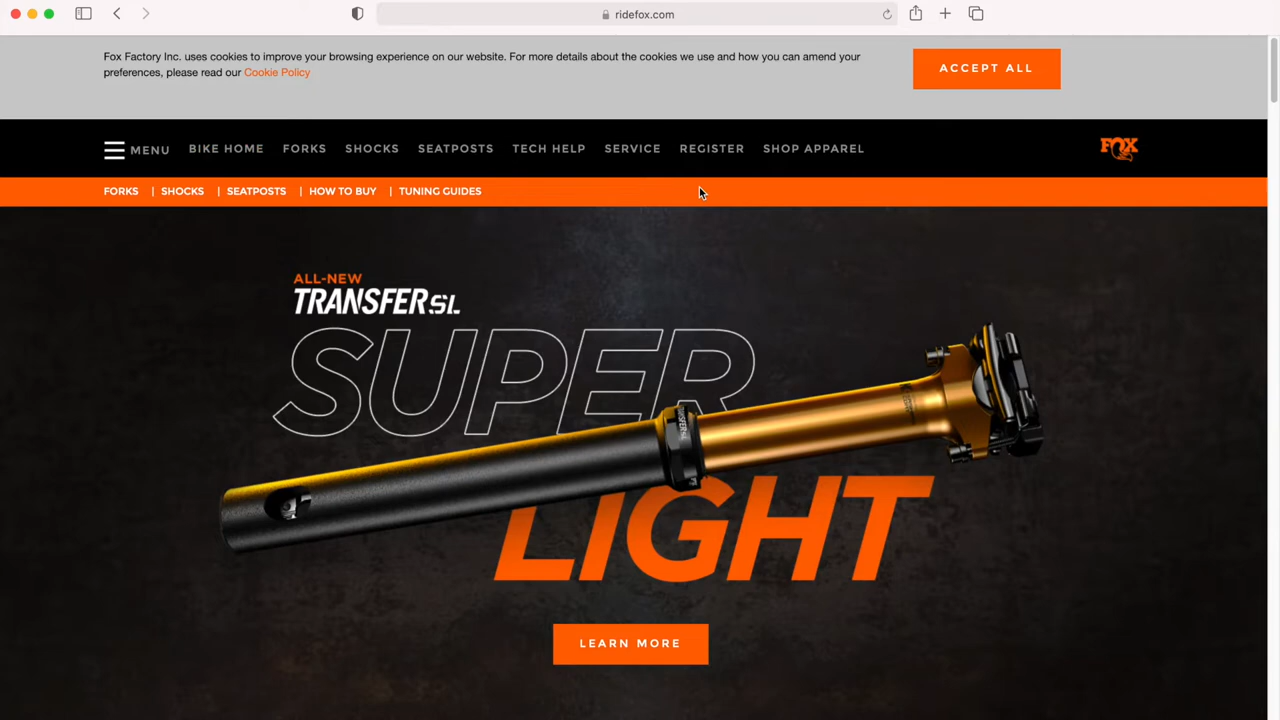 ridefox.com
Fox Factory Inc. uses cookies to improve your browsing experience on our website. For more details about the cookies we use and how you can amend your
preferences, please read our Cookie Policy
ACCEPT ALL
MENU BIKE HOME FORKS SHOCKS SEATPOSTS TECH HELP SERVICE REGISTER SHOP APPAREL
FOX
FORKS | SHOCKS | SEATPOSTS | HOW TO BUY | TUNING GUIDES
ALL-NEW
TRANSFER SL
SUPER
LIGHT
LEARN MORE